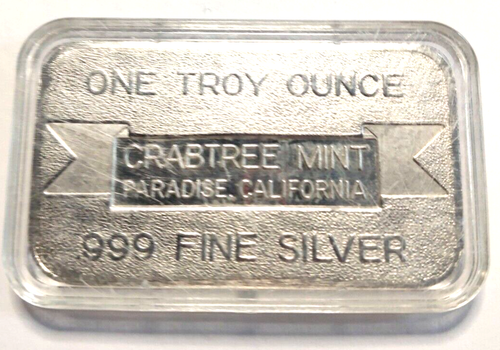 ONE TROY OUNCE
CRABTREE MINT
PARADISE, CALIFORNIA
.999 FINE SILVER